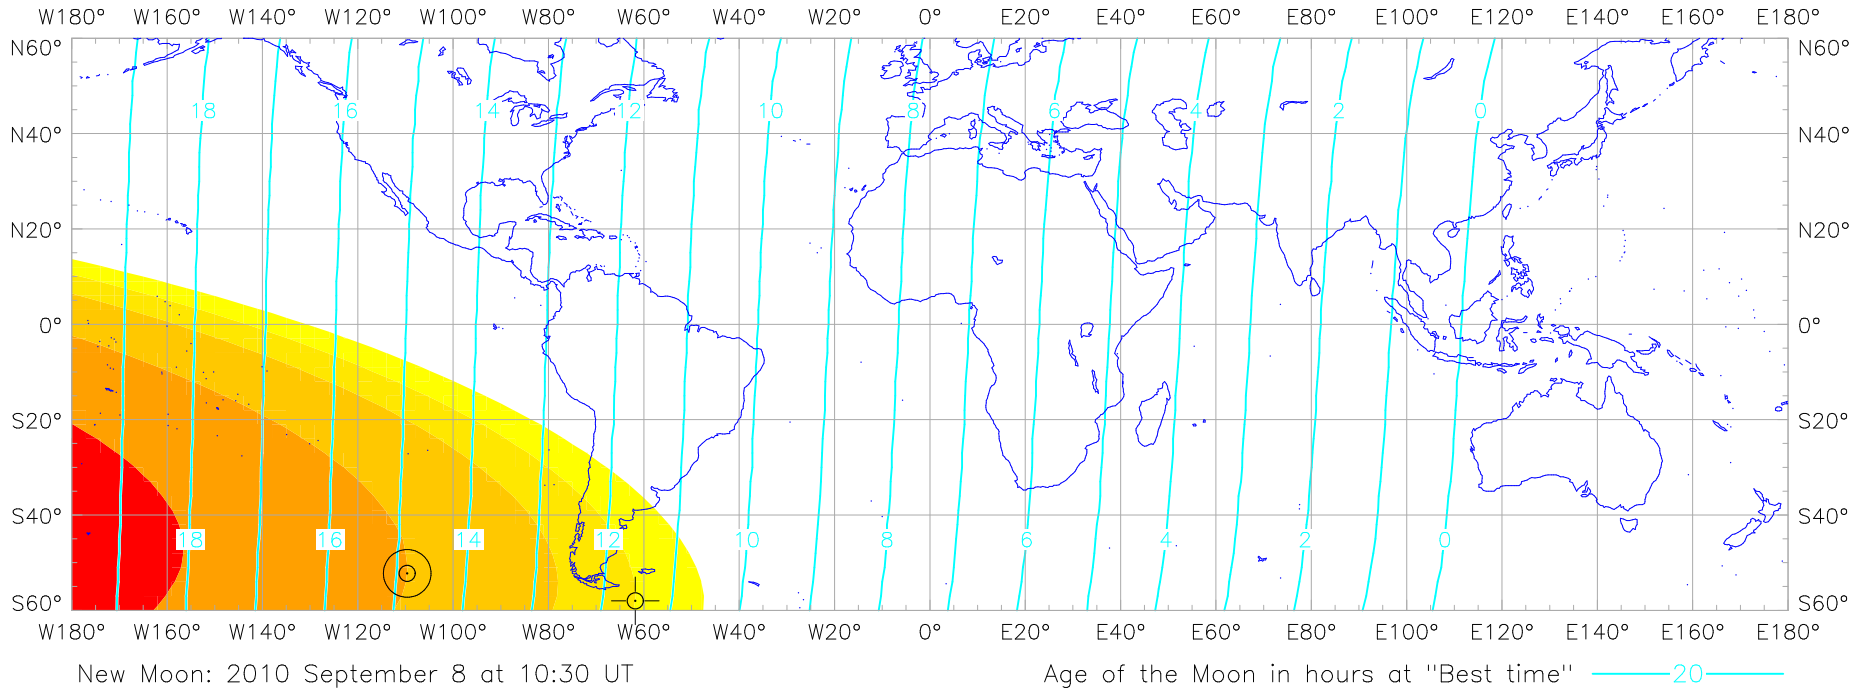 W180° W160° W140° W120° W100° W80° W60° W40° W20° 0° E20° E40° E60° E80° E100° E120° E140° E160° E180°
N60° N60°
18 16 14 12 10 8 6 4 2 0
N40° N40°
N20° N20°
0° 0°
S20° S20°
S40° S40°
18 16 14 12 10 8 6 4 2 0
S60° S60°
W180° W160° W140° W120° W100° W80° W60° W40° W20° 0° E20° E40° E60° E80° E100° E120° E140° E160° E180°
New Moon: 2010 September 8 at 10:30 UT Age of the Moon in hours at "Best time" 20